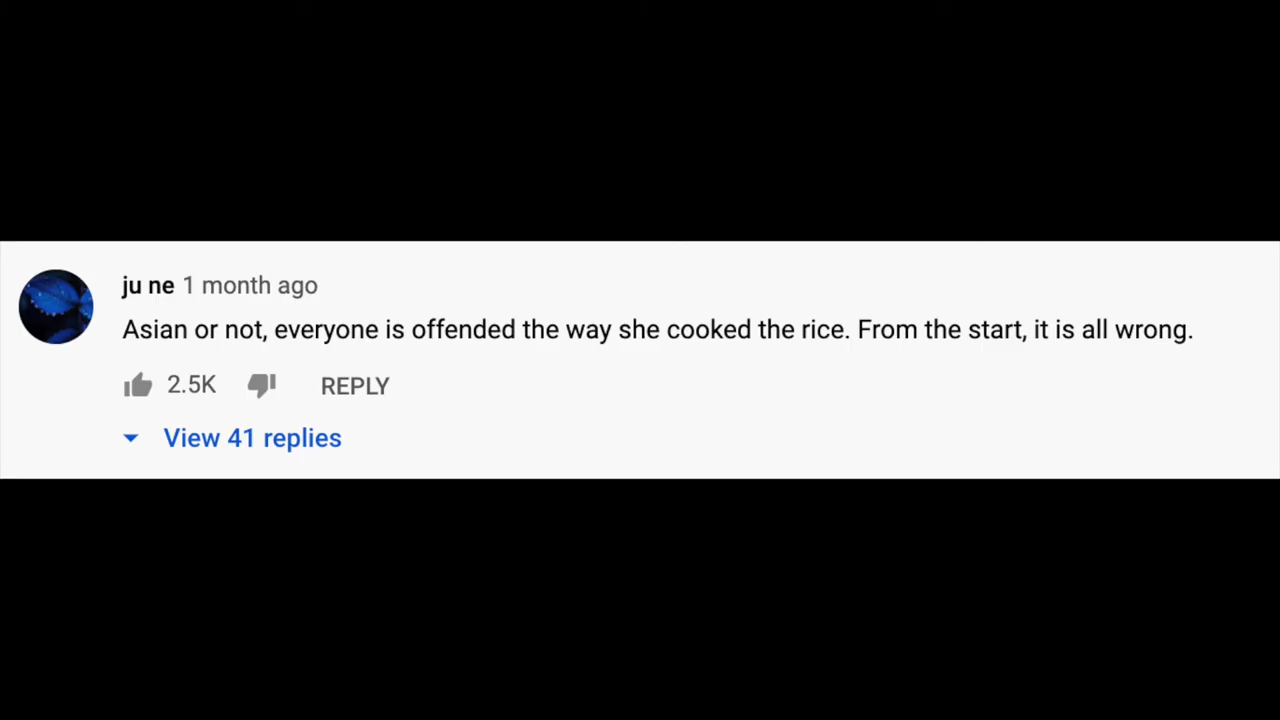 ju ne 1 month ago
Asian or not, everyone is offended the way she cooked the rice. From the start, it is all wrong.
2.5K REPLY
View 41 replies